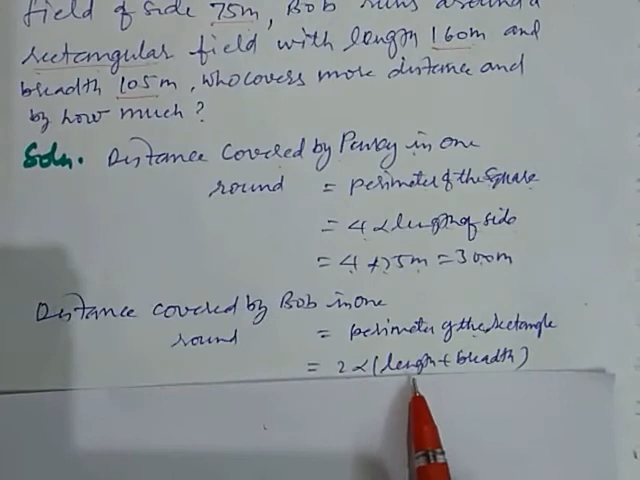 field of side 75m, Bob runs around a
rectangular field with length 160m and
breadth 105m, who covers more distance and
by how much?
Soln. Distance covered by in one
round = perimeter of the square
= 4 × length of side
= 4 × 75m = 300m
Distance covered by Bob in one
round = perimeter of the rectangle
= 2 × (length + breadth)